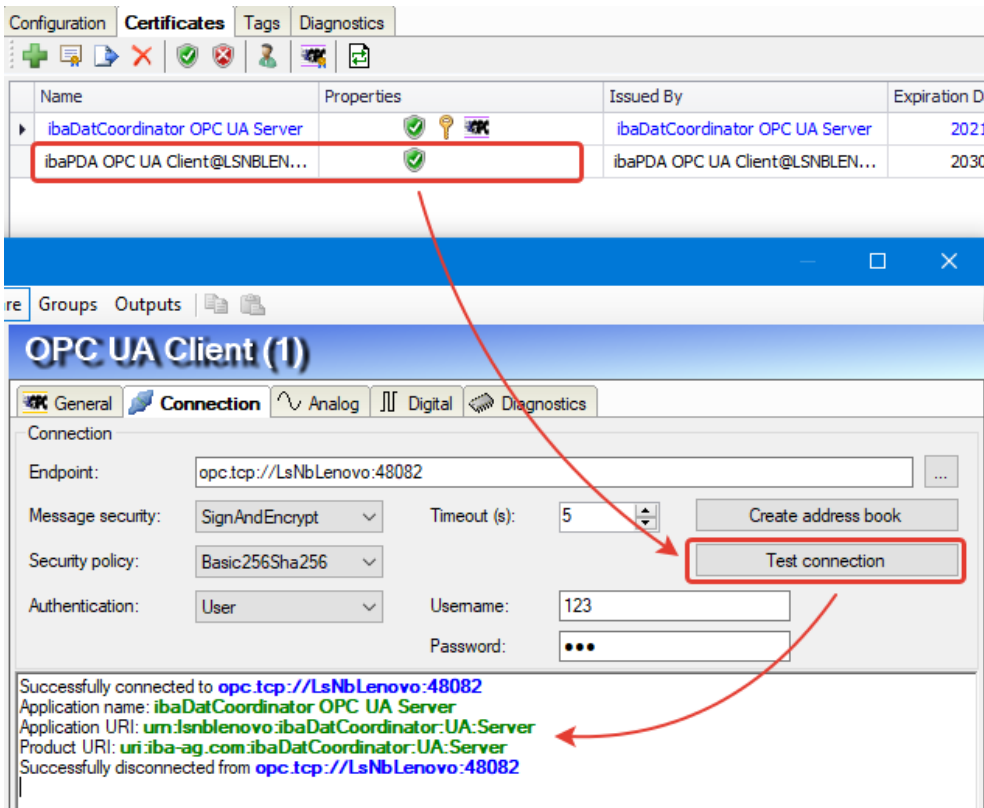 Configuration Certificates Tags Diagnostics
Name Properties Issued By Expiration D
ibaDatCoordinator OPC UA Server ibaDatCoordinator OPC UA Server 2021
ibaPDA OPC UA Client@LSNBLEN... ibaPDA OPC UA Client@LSNBLEN... 2030
re Groups Outputs
OPC UA Client (1)
General Connection Analog Digital Diagnostics
Connection
Endpoint: opc.tcp://LsNbLenovo:48082 ...
Message security: SignAndEncrypt Timeout (s): 5 Create address book
Security policy: Basic256Sha256 Test connection
Authentication: User Username: 123
Password: ●●●
Successfully connected to opc.tcp://LsNbLenovo:48082
Application name: ibaDatCoordinator OPC UA Server
Application URI: urn:lsnblenovo:ibaDatCoordinator:UA:Server
Product URI: uri:iba-ag.com:ibaDatCoordinator:UA:Server
Successfully disconnected from opc.tcp://LsNbLenovo:48082